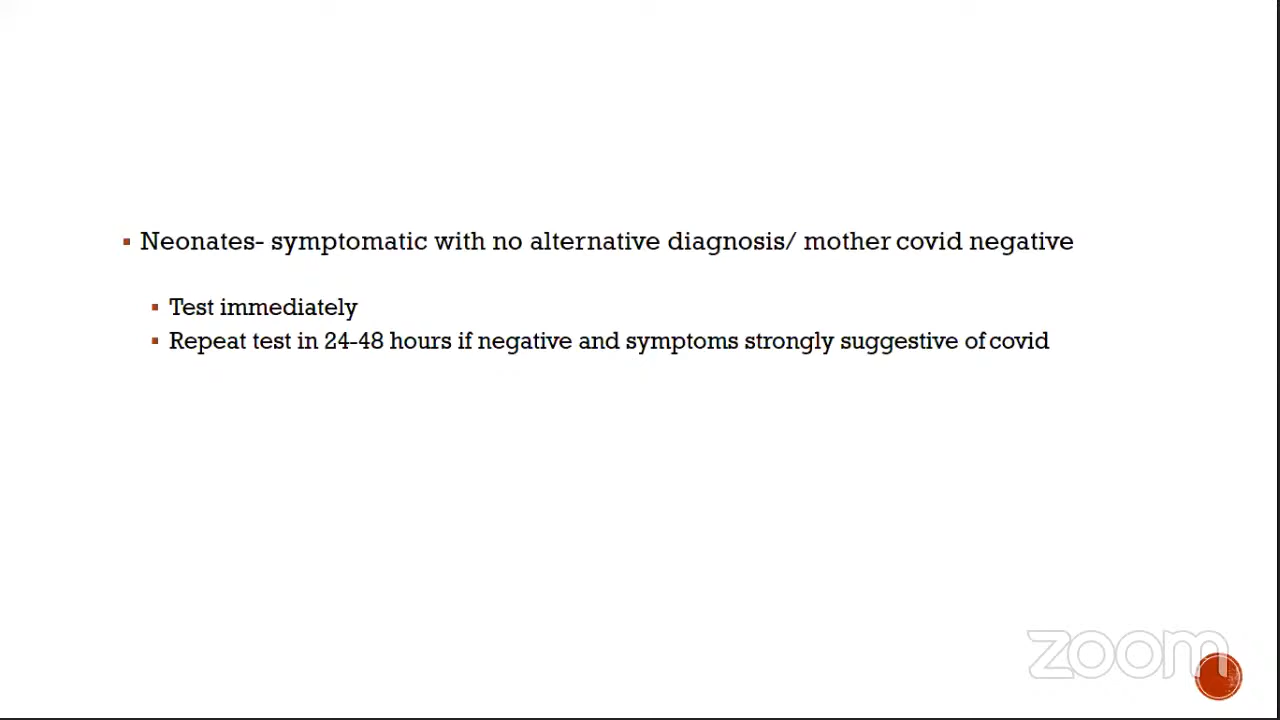 Neonates- symptomatic with no alternative diagnosis/ mother covid negative
Test immediately
Repeat test in 24-48 hours if negative and symptoms strongly suggestive of covid
zoom